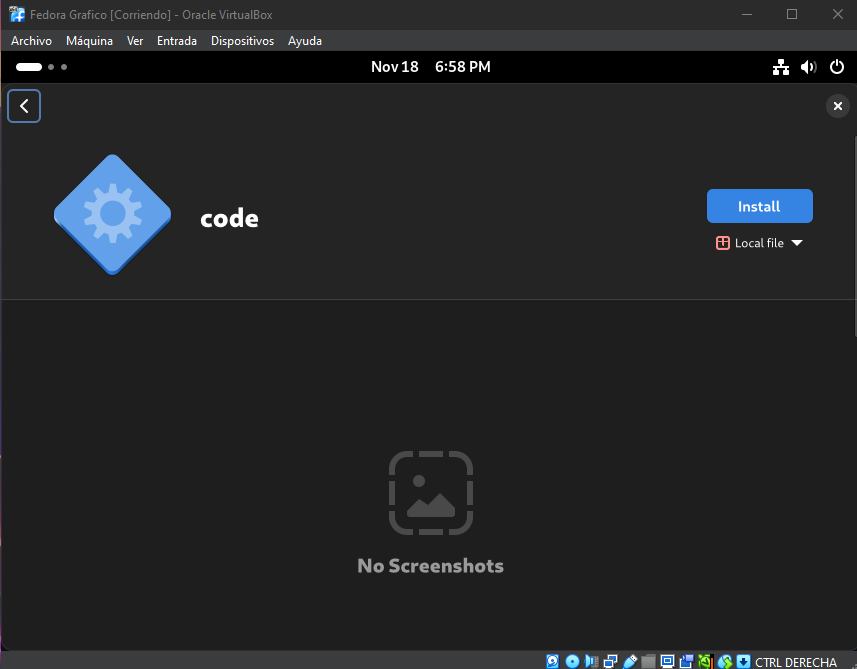 Fedora Grafico [Corriendo] - Oracle VirtualBox
Archivo Máquina Ver Entrada Dispositivos Ayuda
Nov 18 6:58 PM
code
Install
Local file
No Screenshots
CTRL DERECHA